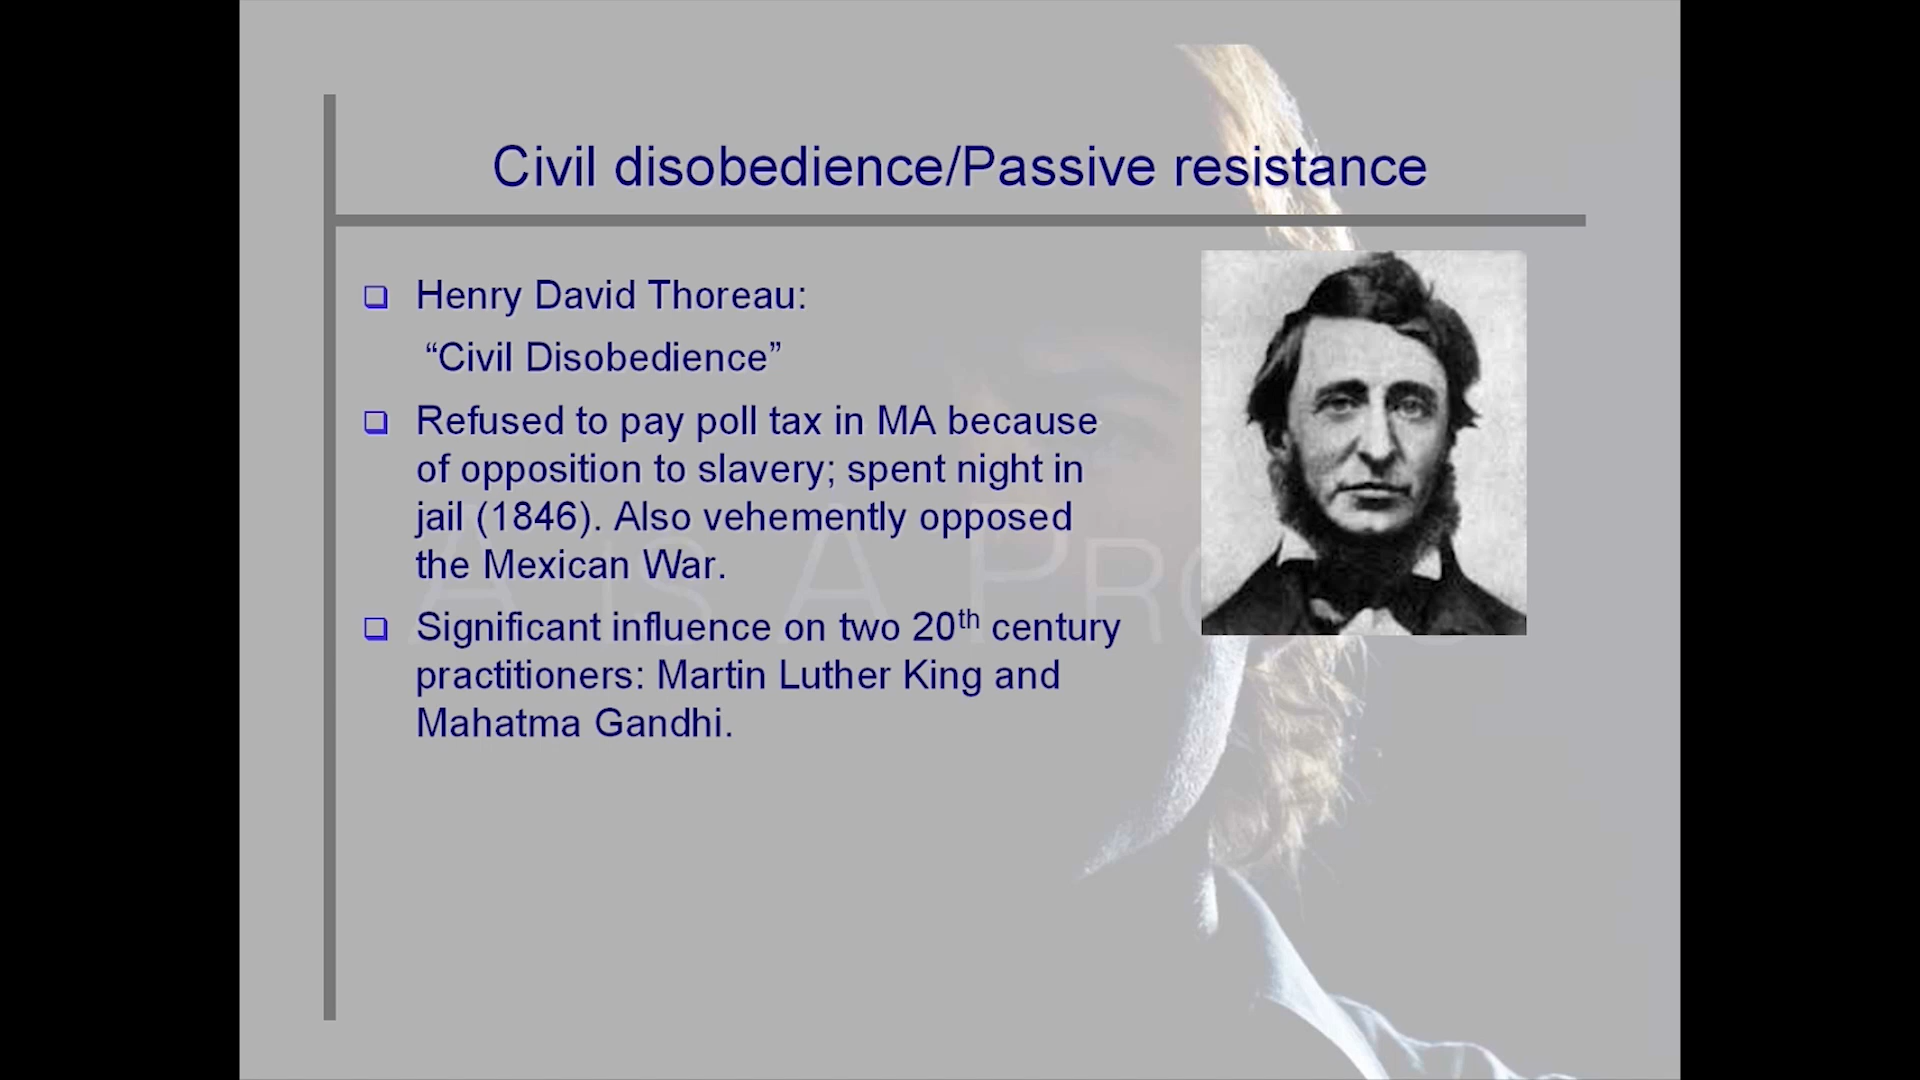 Civil disobedience/Passive resistance
❑ Henry David Thoreau:
“Civil Disobedience”
❑ Refused to pay poll tax in MA because
of opposition to slavery; spent night in
jail (1846). Also vehemently opposed
the Mexican War.
A IS A PRO
❑ Significant influence on two 20th century
practitioners: Martin Luther King and
Mahatma Gandhi.